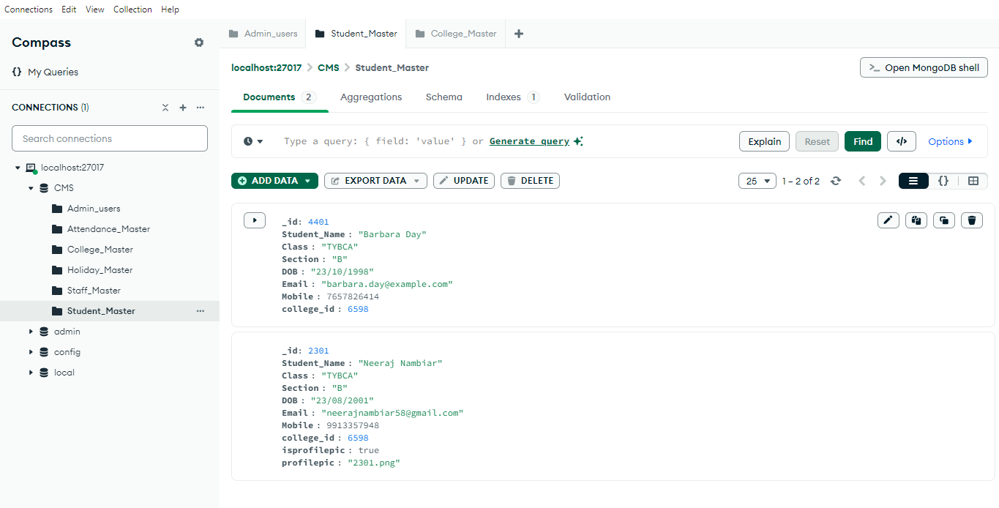 Connections Edit View Collection Help
Compass
{} My Queries
CONNECTIONS (1)
Search connections
localhost:27017
CMS
Admin_users
Attendance_Master
College_Master
Holiday_Master
Staff_Master
Student_Master
admin
config
local
Admin_users Student_Master College_Master
localhost:27017 > CMS > Student_Master
>_ Open MongoDB shell
Documents 2 Aggregations Schema Indexes 1 Validation
Type a query: { field: 'value' } or Generate query
Explain Reset Find </> Options
ADD DATA EXPORT DATA UPDATE DELETE
25 1 – 2 of 2 {}
_id: 4401
Student_Name : "Barbara Day"
Class : "TYBCA"
Section : "B"
DOB : "23/10/1998"
Email : "barbara.day@example.com"
Mobile : 7657826414
college_id : 6598
_id: 2301
Student_Name : "Neeraj Nambiar"
Class : "TYBCA"
Section : "B"
DOB : "23/08/2001"
Email : "neerajnambiar58@gmail.com"
Mobile : 9913357948
college_id : 6598
isprofilepic : true
profilepic : "2301.png"